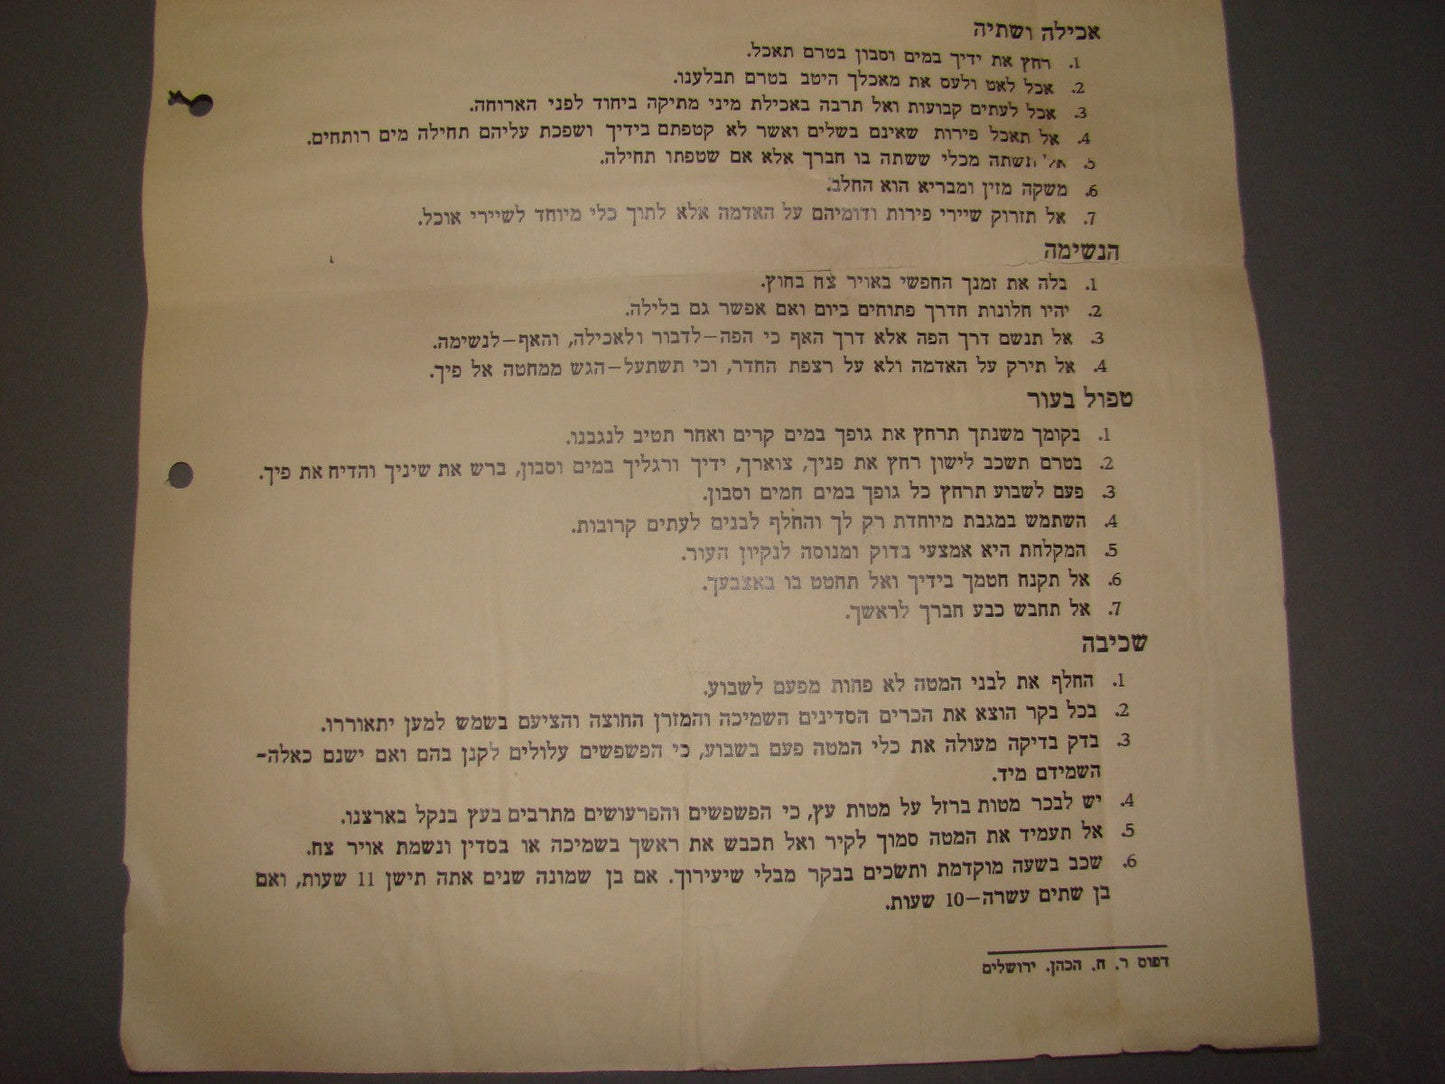 אכילה ושתיה
1. רחץ את ידיך במים וסבון בטרם תאכל.
2. אכל לאט ולעס את מאכלך היטב בטרם תבלענו.
3. אכל לעתים קבועות ואל תרבה באכילת מיני מתיקה ביחוד לפני הארוחה.
4. אל תאכל פירות שאינם בשלים ואשר לא קטפתם בידיך ושפכת עליהם תחילה מים רותחים.
5. אל תשתה מכלי ששתה בו חברך אלא אם שטפתו תחילה.
6. משקה מזין ומבריא הוא החלב.
7. אל תזרוק שיירי פירות ודומיהם על האדמה אלא לתוך כלי מיוחד לשיירי אוכל.
הנשימה
1. בלה את זמנך החפשי באויר צח בחוץ.
2. יהיו חלונות חדרך פתוחים ביום ואם אפשר גם בלילה.
3. אל תנשם דרך הפה אלא דרך האף כי הפה–לדבור ולאכילה, והאף–לנשימה.
4. אל תירק על האדמה ולא על רצפת החדר, וכי תשתעל–הגש ממחטה אל פיך.
טפול בעור
1. בקומך משנתך תרחץ את גופך במים קרים ואחר תטיב לנגבנו.
2. בטרם תשכב לישון רחץ את פניך, צוארך, ידיך ורגליך במים וסבון, ברש את שיניך והדיח את פיך.
3. פעם לשבוע תרחץ כל גופך במים חמים וסבון.
4. השתמש במגבת מיוחדת רק לך והחלף לבנים לעתים קרובות.
5. המקלחת היא אמצעי בדוק ומנוסה לנקיון העור.
6. אל תקנח חטמך בידיך ואל תחטט בו באצבעך.
7. אל תחבש כבע חברך לראשך.
שכיבה
1. החלף את לבני המטה לא פחות מפעם לשבוע.
2. בכל בקר הוצא את הכרים הסדינים השמיכה והמזרן החוצה והציעם בשמש למען יתאוררו.
3. בדק בדיקה מעולה את כלי המטה פעם בשבוע, כי הפשפשים עלולים לקנן בהם ואם ישנם כאלה-
השמידם מיד.
4. יש לבכר מטות ברזל על מטות עץ, כי הפשפשים והפרעושים מתרבים בעץ בנקל בארצנו.
5. אל תעמיד את המטה סמוך לקיר ואל תכבש את ראשך בשמיכה או בסדין ונשמת אויר צח.
6. שכב בשעה מוקדמת ותשכים בבקר מבלי שיעירוך. אם בן שמונה שנים אתה תישן 11 שעות, ואם
בן שתים עשרה–10 שעות.
דפוס ר. ח. הכהן. ירושלים